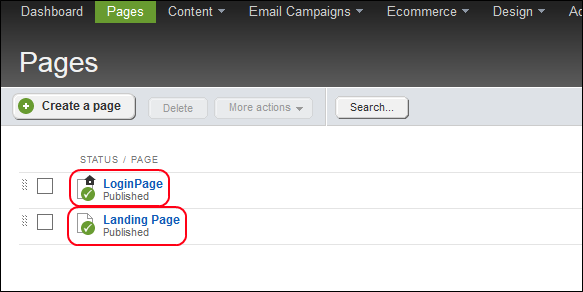 Dashboard Pages Content Email Campaigns Ecommerce Design
Pages
Create a page Delete More actions Search...
STATUS / PAGE
LoginPage
Published
Landing Page
Published